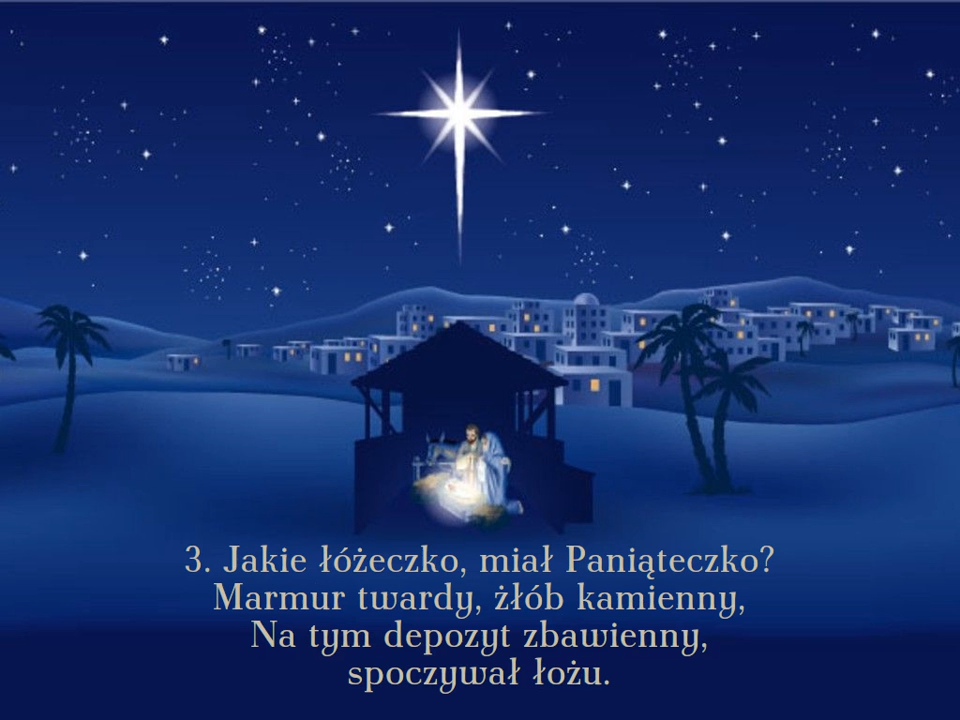 3. Jakie łóżeczko, miał Paniąteczko?
Marmur twardy, żłób kamienny,
Na tym depozyt zbawienny,
spoczywał łożu.